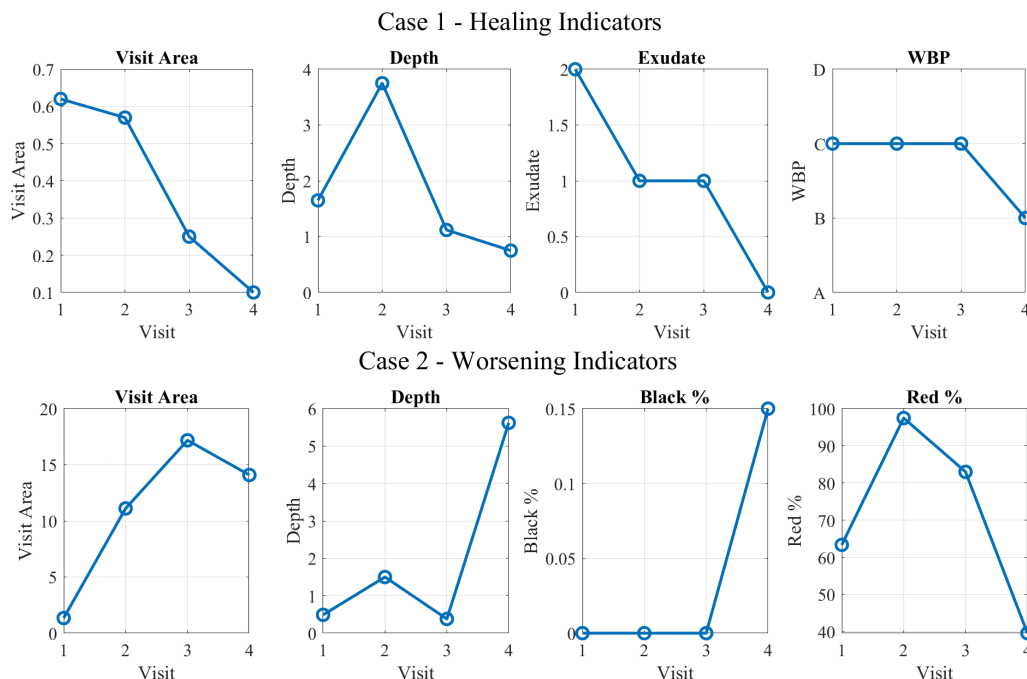 Case 1 - Healing Indicators
Visit Area
Depth
Exudate
WBP
0.7
0.6
0.5
0.4
0.3
0.2
0.1
Visit Area
1
2
3
4
Visit
4
3
2
1
0
Depth
1
2
3
4
Visit
2
1.5
1
0.5
0
Exudate
1
2
3
4
Visit
D
C
B
A
WBP
1
2
3
4
Visit
Case 2 - Worsening Indicators
Visit Area
Depth
Black %
Red %
20
15
10
5
0
Visit Area
1
2
3
4
Visit
6
5
4
3
2
1
0
Depth
1
2
3
4
Visit
0.15
0.1
0.05
0
Black %
1
2
3
4
Visit
100
90
80
70
60
50
40
Red %
1
2
3
4
Visit